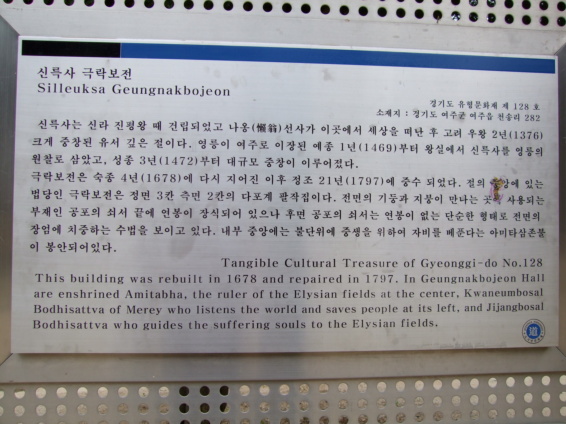 신륵사 극락보전
Silleuksa Geungnakbojeon
경기도 유형문화재 제 128 호
소재지 : 경기도 여주군 여주읍 천송리 282
신륵사는 신라 진평왕 때 건립되었고 나옹(懶翁)선사가 이곳에서 세상을 떠난 후 고려 우왕 2년(1376)
크게 중창된 유서 깊은 절이다. 영릉이 여주로 이장된 예종 1년(1469)부터 왕실에서 신륵사를 영릉의
원찰로 삼았고, 성종 3년(1472)부터 대규모 중창이 이루어졌다.
극락보전은 숙종 4년(1678)에 다시 지어진 이후 정조 21년(1797)에 중수 되었다. 절의 앙에 있는
법당인 극락보전은 정면 3칸 측면 2칸의 다포계 팔작집이다. 전면의 기둥과 지붕이 만나는 곳 사용되는
부재인 공포의 쇠서 끝에 연봉이 장식되어 있으나 후면 공포의 쇠서는 연봉이 없는 단순한 형태로 전면의
장엄에 치중하는 수법을 보이고 있다. 내부 중앙에는 불단위에 중생을 위하여 자비를 베푼다는 아미타삼존불
이 봉안되어있다.
Tangible Cultural Treasure of Gyeonggi-do No.128
This building was rebuilt in 1678 and repaired in 1797. In Geungnakbojeon Hall
are enshrined Amitabha, the ruler of the Elysian fields at the center, Kwaneumbosal
Bodhisattva of Merey who listens the world and saves people at its left, and Jijangbosal
Bodhisattva who guides the suffering souls to the Elysian fields.